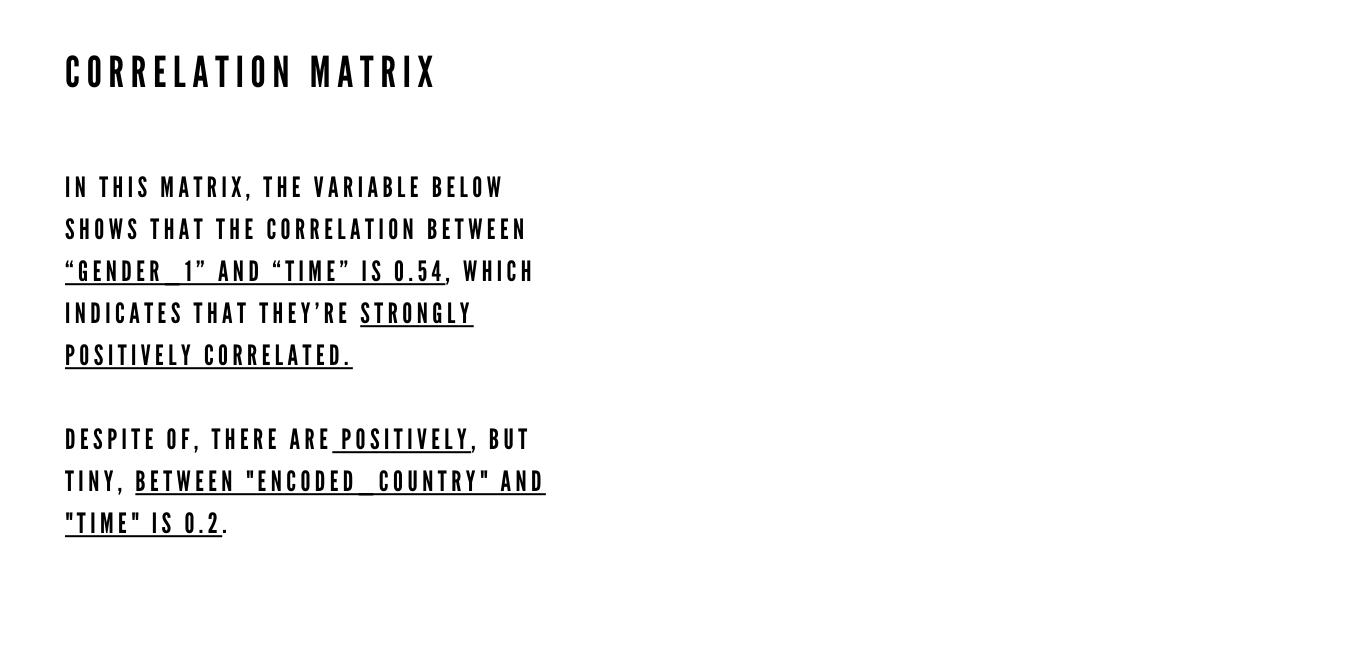 CORRELATION MATRIX
IN THIS MATRIX, THE VARIABLE BELOW
SHOWS THAT THE CORRELATION BETWEEN
“GENDER_1” AND “TIME” IS 0.54, WHICH
INDICATES THAT THEY’RE STRONGLY
POSITIVELY CORRELATED.
DESPITE OF, THERE ARE POSITIVELY, BUT
TINY, BETWEEN "ENCODED_COUNTRY" AND
"TIME" IS 0.2.